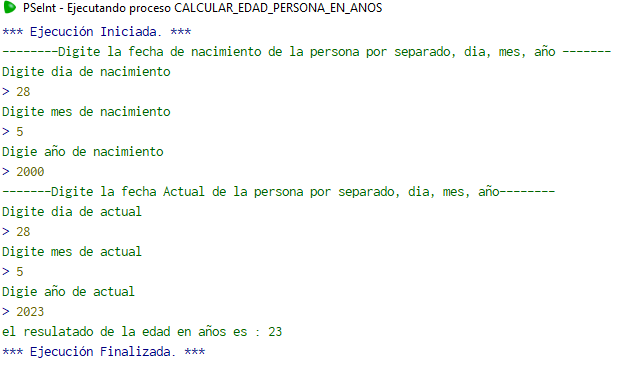 PSeInt - Ejecutando proceso CALCULAR_EDAD_PERSONA_EN_ANOS
*** Ejecución Iniciada. ***
--------Digite la fecha de nacimiento de la persona por separado, dia, mes, año -------
Digite dia de nacimiento
> 28
Digite mes de nacimiento
> 5
Digie año de nacimiento
> 2000
-------Digite la fecha Actual de la persona por separado, dia, mes, año--------
Digite dia de actual
> 28
Digite mes de actual
> 5
Digie año de actual
> 2023
el resulatado de la edad en años es : 23
*** Ejecución Finalizada. ***